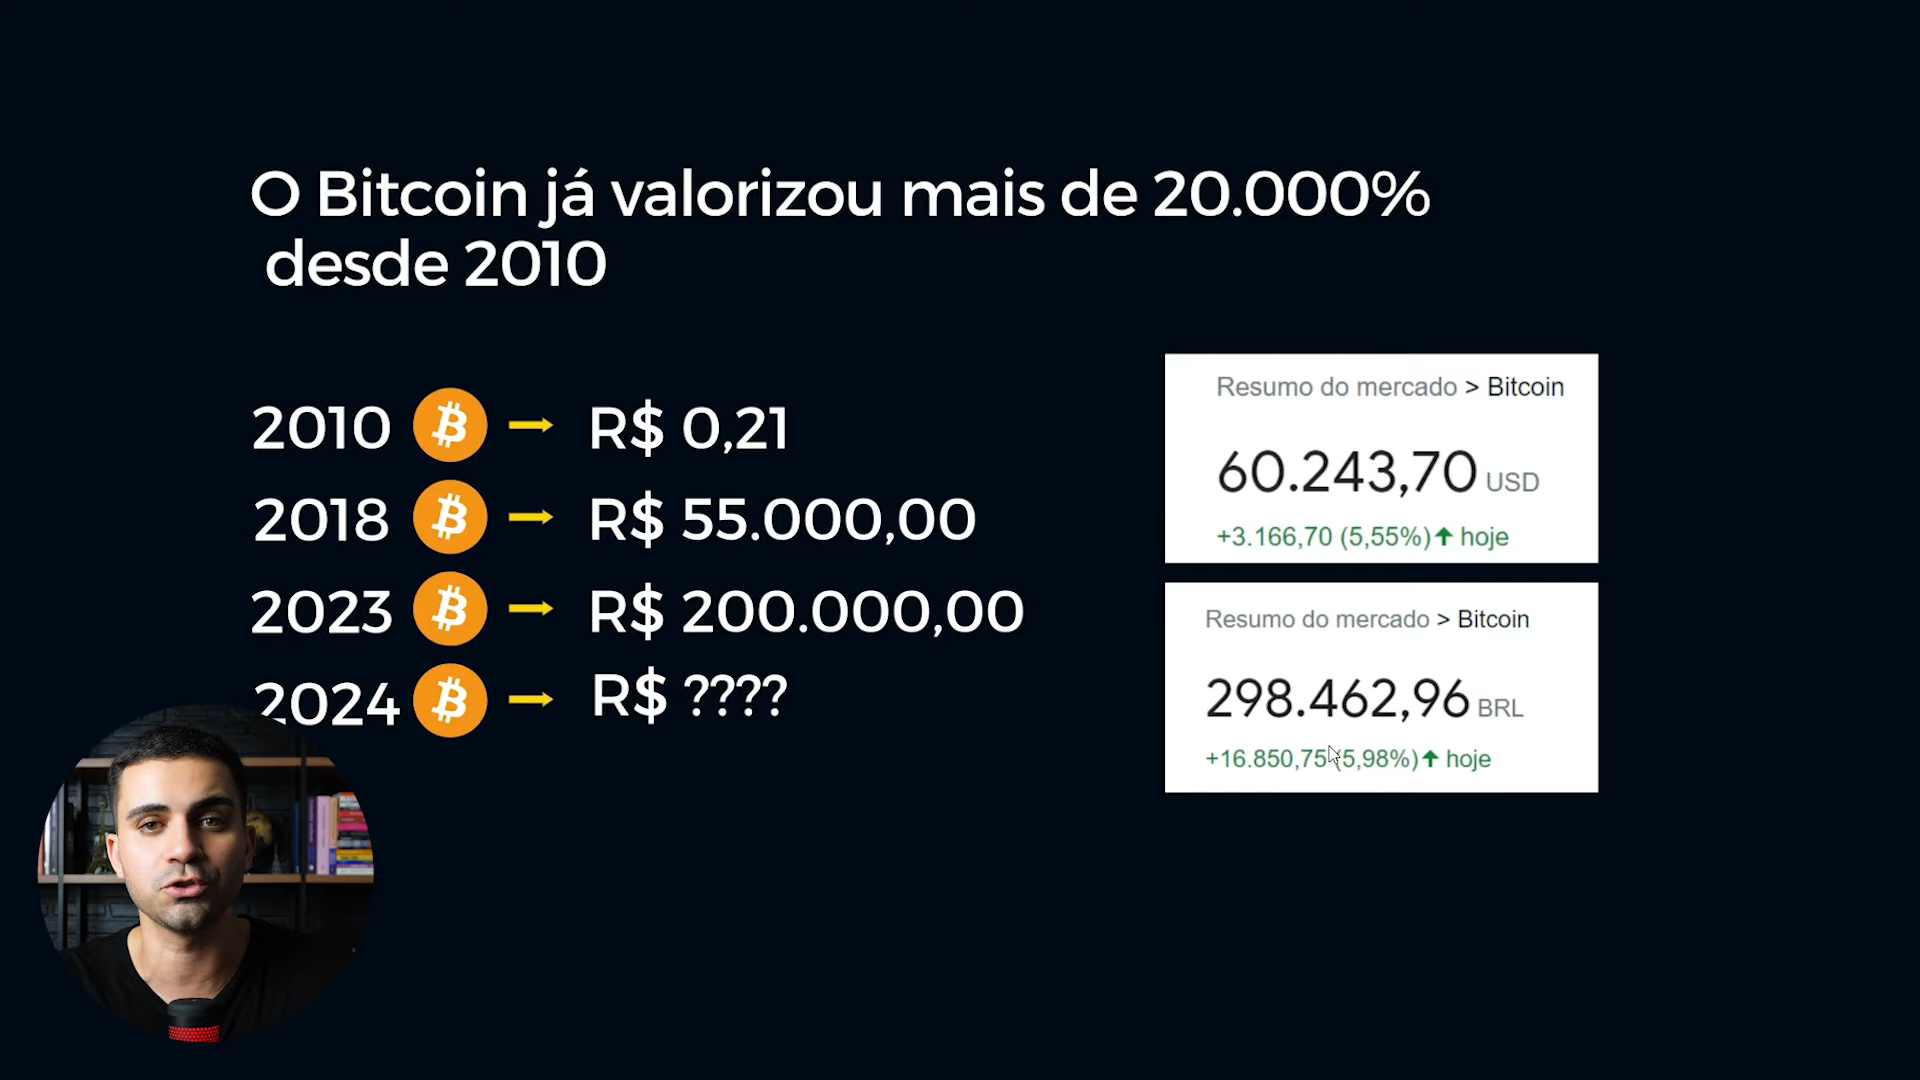 O Bitcoin já valorizou mais de 20.000%
desde 2010
2010 → R$ 0,21
2018 → R$ 55.000,00
2023 → R$ 200.000,00
2024 → R$ ????
Resumo do mercado > Bitcoin
60.243,70 USD
+3.166,70 (5,55%)↑ hoje
Resumo do mercado > Bitcoin
298.462,96 BRL
+16.850,75 (5,98%)↑ hoje